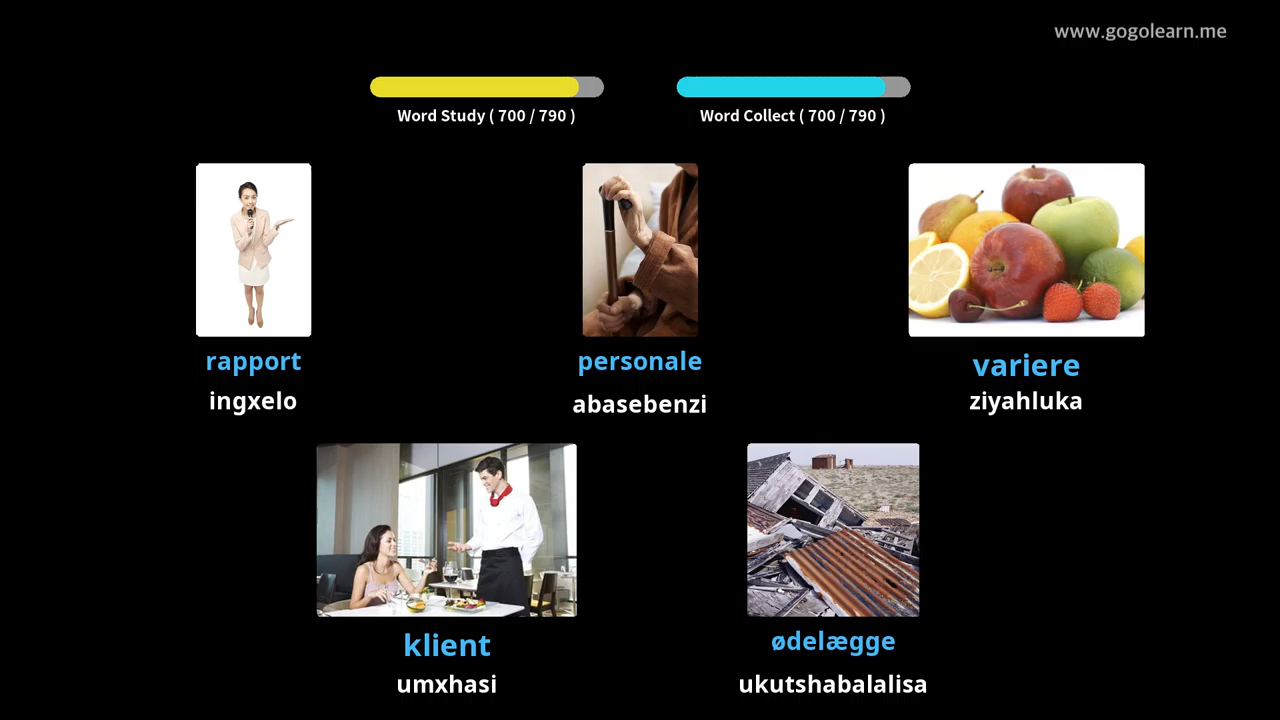 www.gogolearn.me
Word Study ( 700 / 790 )
Word Collect ( 700 / 790 )
rapport
ingxelo
personale
abasebenzi
variere
ziyahluka
klient
umxhasi
ødelægge
ukutshabalalisa